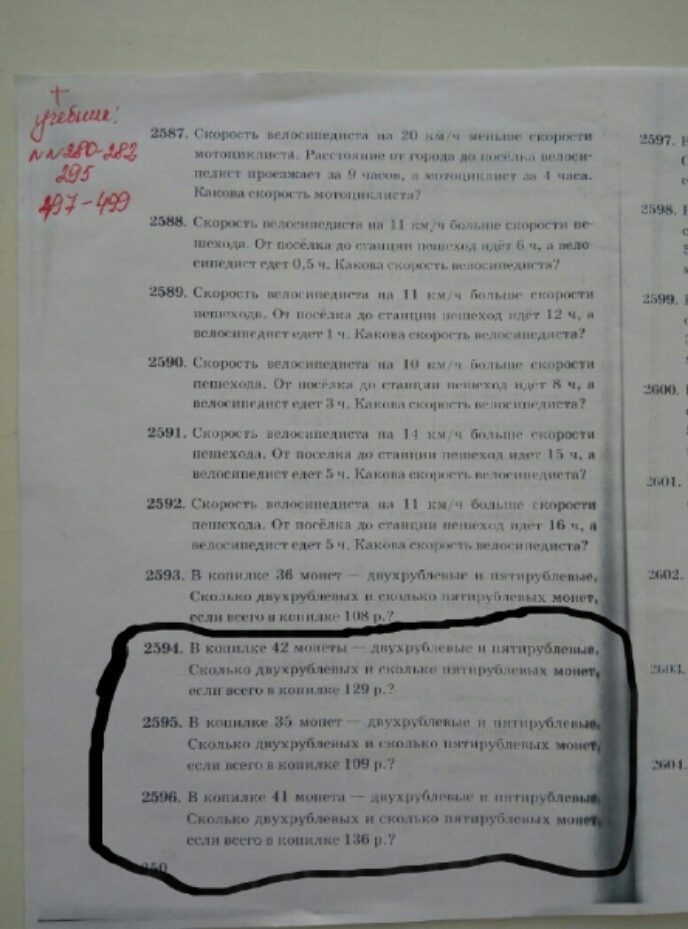 +
учебник:
№№280-282
295
497-499
2587. Скорость велосипедиста на 20 км/ч меньше скорости
мотоциклиста. Расстояние от города до посёлка велоси-
педист проезжает за 9 часов, а мотоциклист за 4 часа.
Какова скорость мотоциклиста?
2588. Скорость велосипедиста на 11 км/ч больше скорости пе-
шехода. От посёлка до станции пешеход идёт 6 ч, а вело-
сипедист едет 0,5 ч. Какова скорость велосипедиста?
2589. Скорость велосипедиста на 11 км/ч больше скорости
пешехода. От посёлка до станции пешеход идёт 12 ч, а
велосипедист едет 1 ч. Какова скорость велосипедиста?
2590. Скорость велосипедиста на 10 км/ч больше скорости
пешехода. От посёлка до станции пешеход идёт 8 ч, а
велосипедист едет 3 ч. Какова скорость велосипедиста?
2591. Скорость велосипедиста на 14 км/ч больше скорости
пешехода. От поселка до станции пешеход идет 15 ч, а
велосипедист едет 5 ч. Какова скорость велосипедиста?
2592. Скорость велосипедиста на 11 км/ч больше скорости
пешехода. От посёлка до станции пешеход идёт 16 ч, а
велосипедист едет 5 ч. Какова скорость велосипедиста?
2593. В копилке 36 монет — двухрублевые и пятирублевые.
Сколько двухрублевых и сколько пятирублевых монет,
если всего в копилке 108 р.?
2594. В копилке 42 монеты — двухрублевые и пятирублевые.
Сколько двухрублевых и сколько пятирублевых монет,
если всего в копилке 129 р.?
2595. В копилке 35 монет — двухрублевые и пятирублевые.
Сколько двухрублевых и сколько пятирублевых монет,
если всего в копилке 109 р.?
2596. В копилке 41 монета — двухрублевые и пятирублевые.
Сколько двухрублевых и сколько пятирублевых монет,
если всего в копилке 136 р.?
2597.
2598.
2599.
2600.
2601.
2602.
2603.
2604.